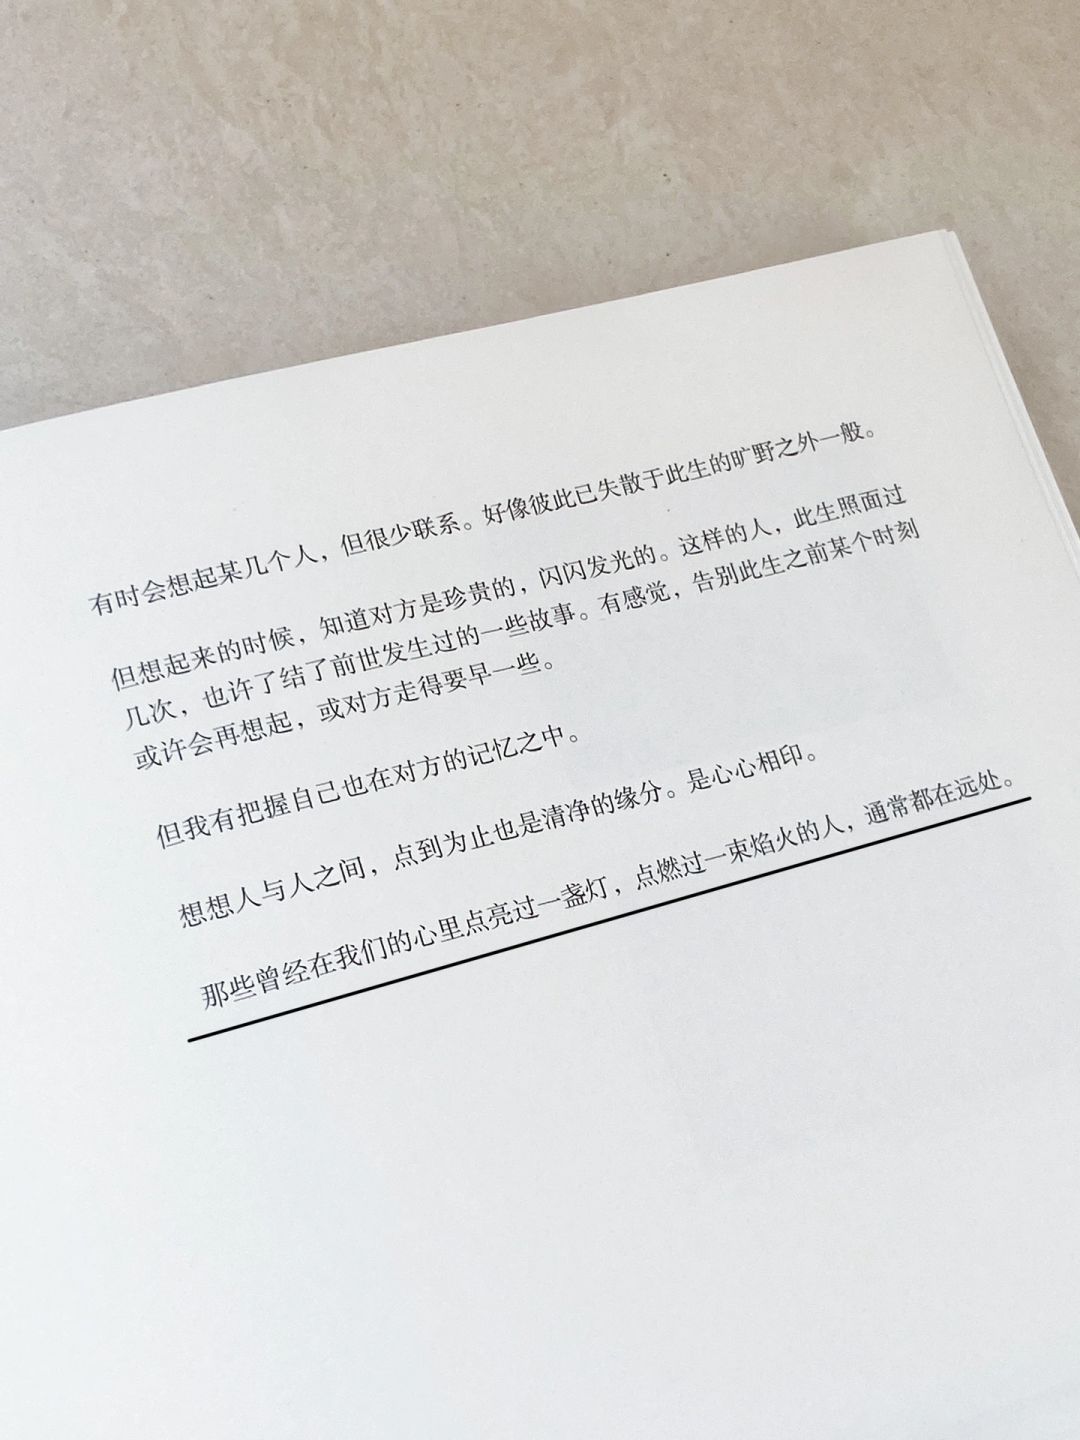 有时会想起某几个人，但很少联系。好像彼此已失散于此生的旷野之外一般。
但想起来的时候，知道对方是珍贵的，闪闪发光的。这样的人，此生照面过
几次，也许了结了前世发生过的一些故事。有感觉，告别此生之前某个时刻
或许会再想起，或对方走得要早一些。
但我有把握自己也在对方的记忆之中。
想想人与人之间，点到为止也是清净的缘分。是心心相印。
那些曾经在我们的心里点亮过一盏灯，点燃过一束焰火的人，通常都在远处。